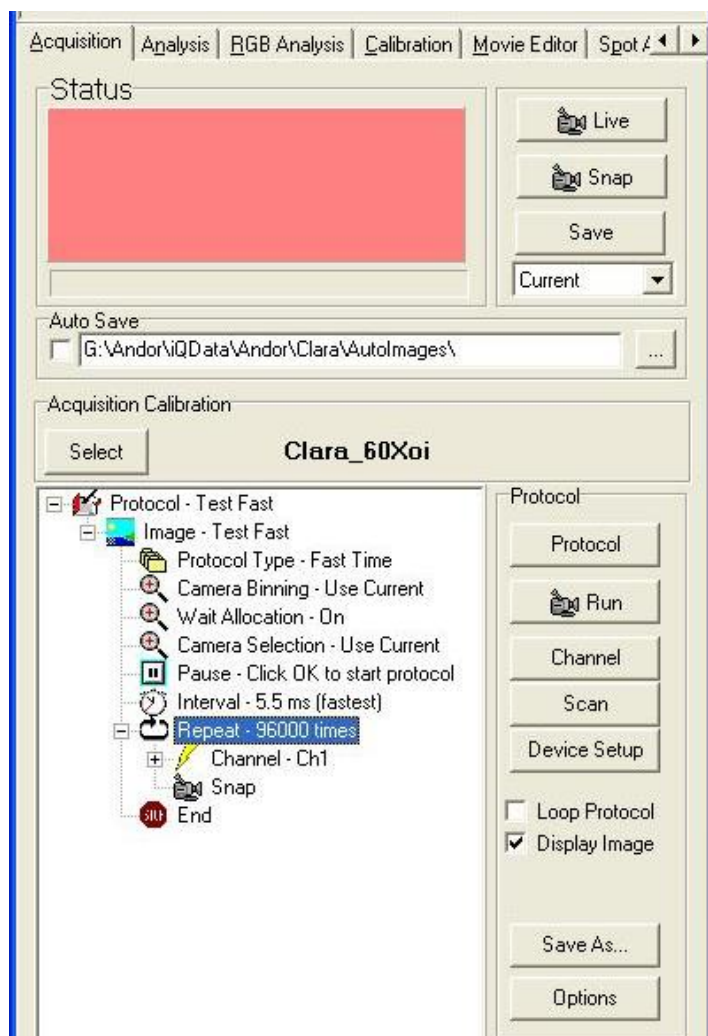 Acquisition Analysis RGB Analysis Calibration Movie Editor Spot
Status
Live
Snap
Save
Current
Auto Save
G:\Andor\iQData\Andor\Clara\AutoImages\
...
Acquisition Calibration
Select
Clara_60Xoi
Protocol - Test Fast
Image - Test Fast
Protocol Type - Fast Time
Camera Binning - Use Current
Wait Allocation - On
Camera Selection - Use Current
Pause - Click OK to start protocol
Interval - 5.5 ms (fastest)
Repeat - 96000 times
Channel - Ch1
Snap
End
Protocol
Protocol
Run
Channel
Scan
Device Setup
Loop Protocol
Display Image
Save As...
Options